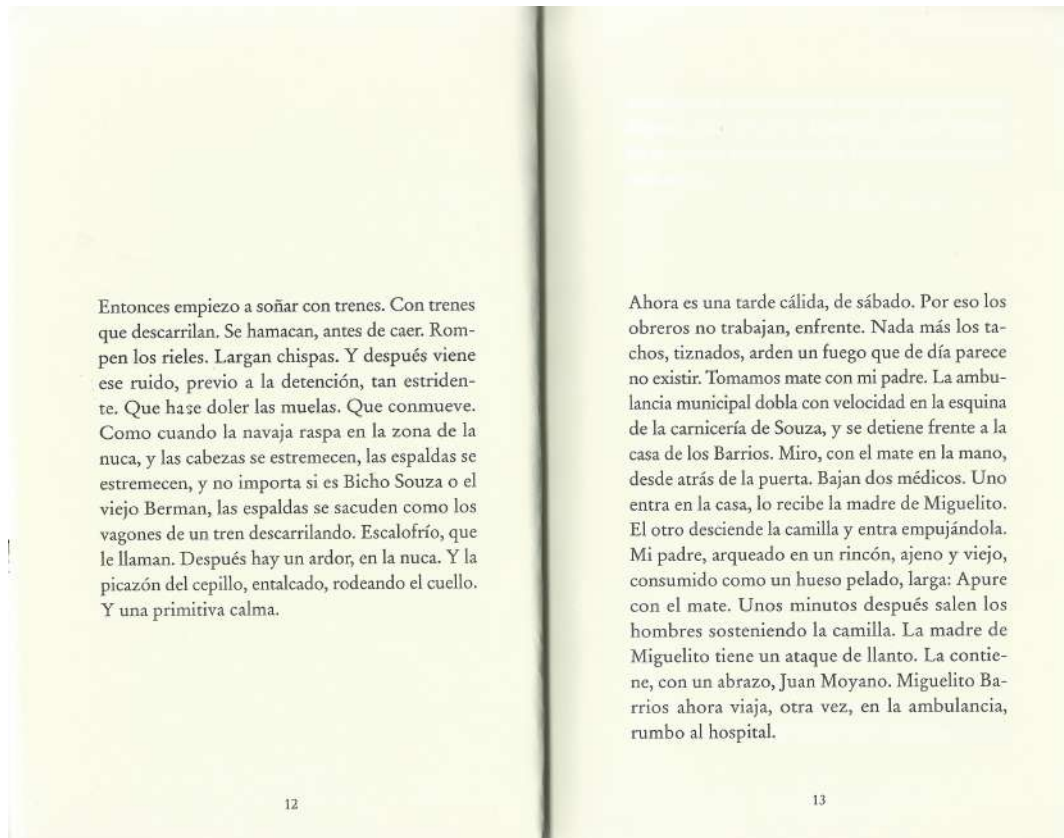 Entonces empiezo a soñar con trenes. Con trenes
que descarrilan. Se hamacan, antes de caer. Rom-
pen los rieles. Largan chispas. Y después viene
ese ruido, previo a la detención, tan estriden-
te. Que hase doler las muelas. Que conmueve.
Como cuando la navaja raspa en la zona de la
nuca, y las cabezas se estremecen, las espaldas se
estremecen, y no importa si es Bicho Souza o el
viejo Berman, las espaldas se sacuden como los
vagones de un tren descarrilando. Escalofrío, que
le llaman. Después hay un ardor, en la nuca. Y la
picazón del cepillo, entalcado, rodeando el cuello.
Y una primitiva calma.
12
Ahora es una tarde cálida, de sábado. Por eso los
obreros no trabajan, enfrente. Nada más los ta-
chos, tiznados, arden un fuego que de día parece
no existir. Tomamos mate con mi padre. La ambu-
lancia municipal dobla con velocidad en la esquina
de la carnicería de Souza, y se detiene frente a la
casa de los Barrios. Miro, con el mate en la mano,
desde atrás de la puerta. Bajan dos médicos. Uno
entra en la casa, lo recibe la madre de Miguelito.
El otro desciende la camilla y entra empujándola.
Mi padre, arqueado en un rincón, ajeno y viejo,
consumido como un hueso pelado, larga: Apure
con el mate. Unos minutos después salen los
hombres sosteniendo la camilla. La madre de
Miguelito tiene un ataque de llanto. La contie-
ne, con un abrazo, Juan Moyano. Miguelito Ba-
rrios ahora viaja, otra vez, en la ambulancia,
rumbo al hospital.
13